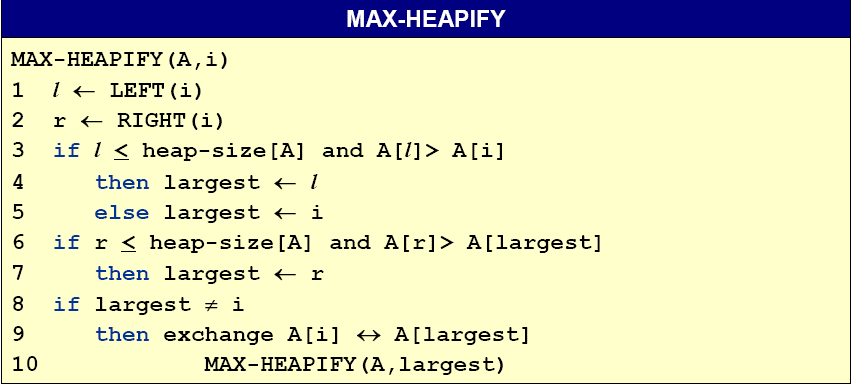 MAX-HEAPIFY
MAX-HEAPIFY(A,i)
1 l ← LEFT(i)
2 r ← RIGHT(i)
3 if l ≤ heap-size[A] and A[l]> A[i]
4 then largest ← l
5 else largest ← i
6 if r ≤ heap-size[A] and A[r]> A[largest]
7 then largest ← r
8 if largest ≠ i
9 then exchange A[i] ↔ A[largest]
10 MAX-HEAPIFY(A,largest)